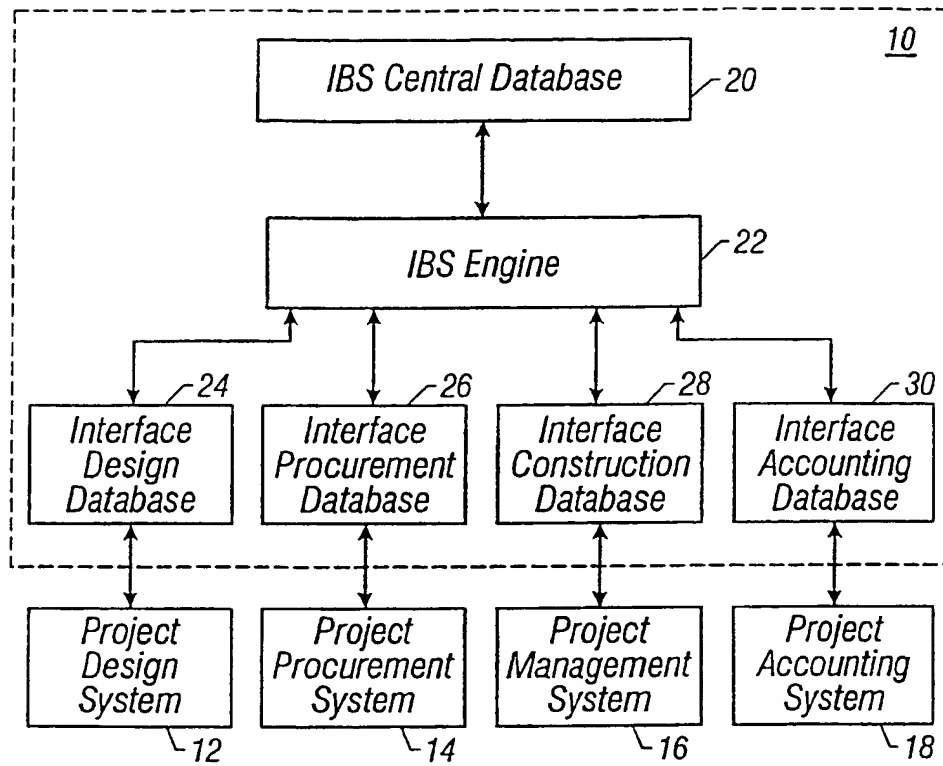 10
IBS Central Database
20
IBS Engine
22
24
26
28
30
Interface
Design
Database
Interface
Procurement
Database
Interface
Construction
Database
Interface
Accounting
Database
Project
Design
System
Project
Procurement
System
Project
Management
System
Project
Accounting
System
12
14
16
18